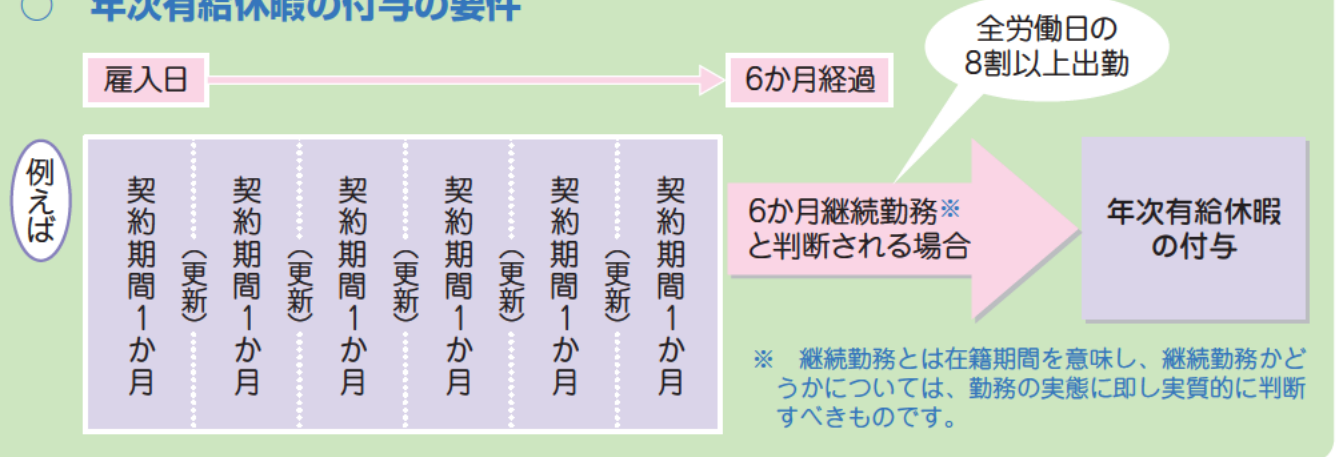 ○ 年次有給休暇の付与の要件
全労働日の
8割以上出勤
雇入日
6か月経過
例えば
契約期間1か月
（更新）
契約期間1か月
（更新）
契約期間1か月
（更新）
契約期間1か月
（更新）
契約期間1か月
（更新）
契約期間1か月
6か月継続勤務※
と判断される場合
年次有給休暇
の付与
※ 継続勤務とは在籍期間を意味し、継続勤務かど
うかについては、勤務の実態に即し実質的に判断
すべきものです。